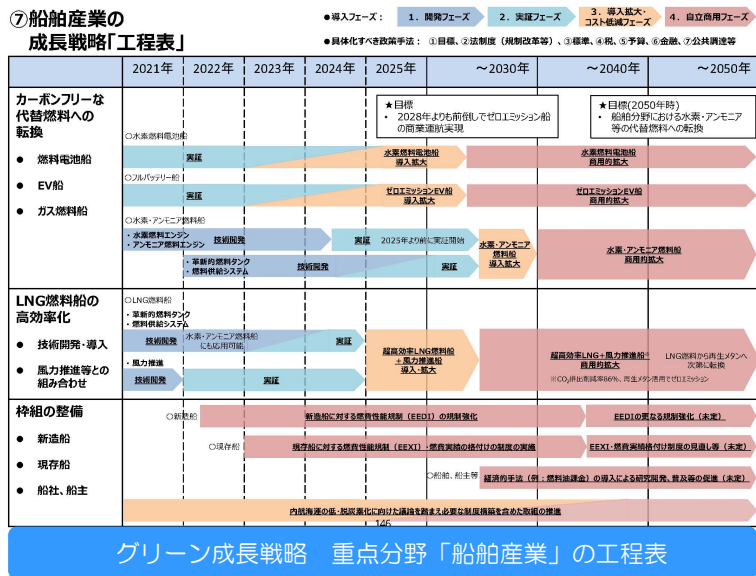 ⑦船舶産業の
成長戦略「工程表」
●導入フェーズ： 1．開発フェーズ 2．実証フェーズ 3．導入拡大・コスト低減フェーズ 4．自立商用フェーズ
●具体化すべき政策手法：①目標、②法制度（規制改革等）、③標準、④税、⑤予算、⑥金融、⑦公共調達等
2021年 2022年 2023年 2024年 2025年 ～2030年 ～2040年 ～2050年
カーボンフリーな
代替燃料への
転換
● 燃料電池船
● EV船
● ガス燃料船
★目標
・ 2028年よりも前倒しでゼロエミッション船
の商業運航実現
★目標(2050年時)
・ 船舶分野における水素・アンモニア
等の代替燃料への転換
○水素燃料電池船
実証
水素燃料電池船
導入拡大
水素燃料電池船
商用的拡大
○フルバッテリー船
実証
ゼロエミッションEV船
導入拡大
ゼロエミッションEV船
商用的拡大
○水素・アンモニア燃料船
・水素燃料エンジン
・アンモニア燃料エンジン
技術開発
実証 2025年より前に実証開始
・革新的燃料タンク
・燃料供給システム
技術開発
実証
水素・アンモニア
燃料船
導入拡大
水素・アンモニア燃料船
商用的拡大
LNG燃料船の
高効率化
● 技術開発・導入
● 風力推進等との
組み合わせ
○LNG燃料船
・革新的燃料タンク
・燃料供給システム
技術開発
水素・アンモニア燃料船
にも応用可能
実証
・風力推進
技術開発
実証
超高効率LNG燃料船
＋風力推進船
導入・拡大
超高効率LNG＋風力推進船※
商用的拡大
LNG燃料から再生メタンへ
次第に転換
※CO₂排出削減率86%、再生メタン活用でゼロエミッション
枠組の整備
● 新造船
● 現存船
● 船社、船主
○新造船
新造船に対する燃費性能規制（EEDI）の規制強化
EEDIの更なる規制強化（未定）
○現存船
現存船に対する燃費性能規制（EEXI）・燃費実績の格付けの制度の実施
EEXI・燃費実績格付け制度の見直し等（未定）
○船舶、船主等
経済的手法（例：燃料油課金）の導入による研究開発、普及等の促進（未定）
内航海運の低・脱炭素化に向けた議論を踏まえ必要な制度構築を含めた取組の推進
146
グリーン成長戦略 重点分野「船舶産業」の工程表